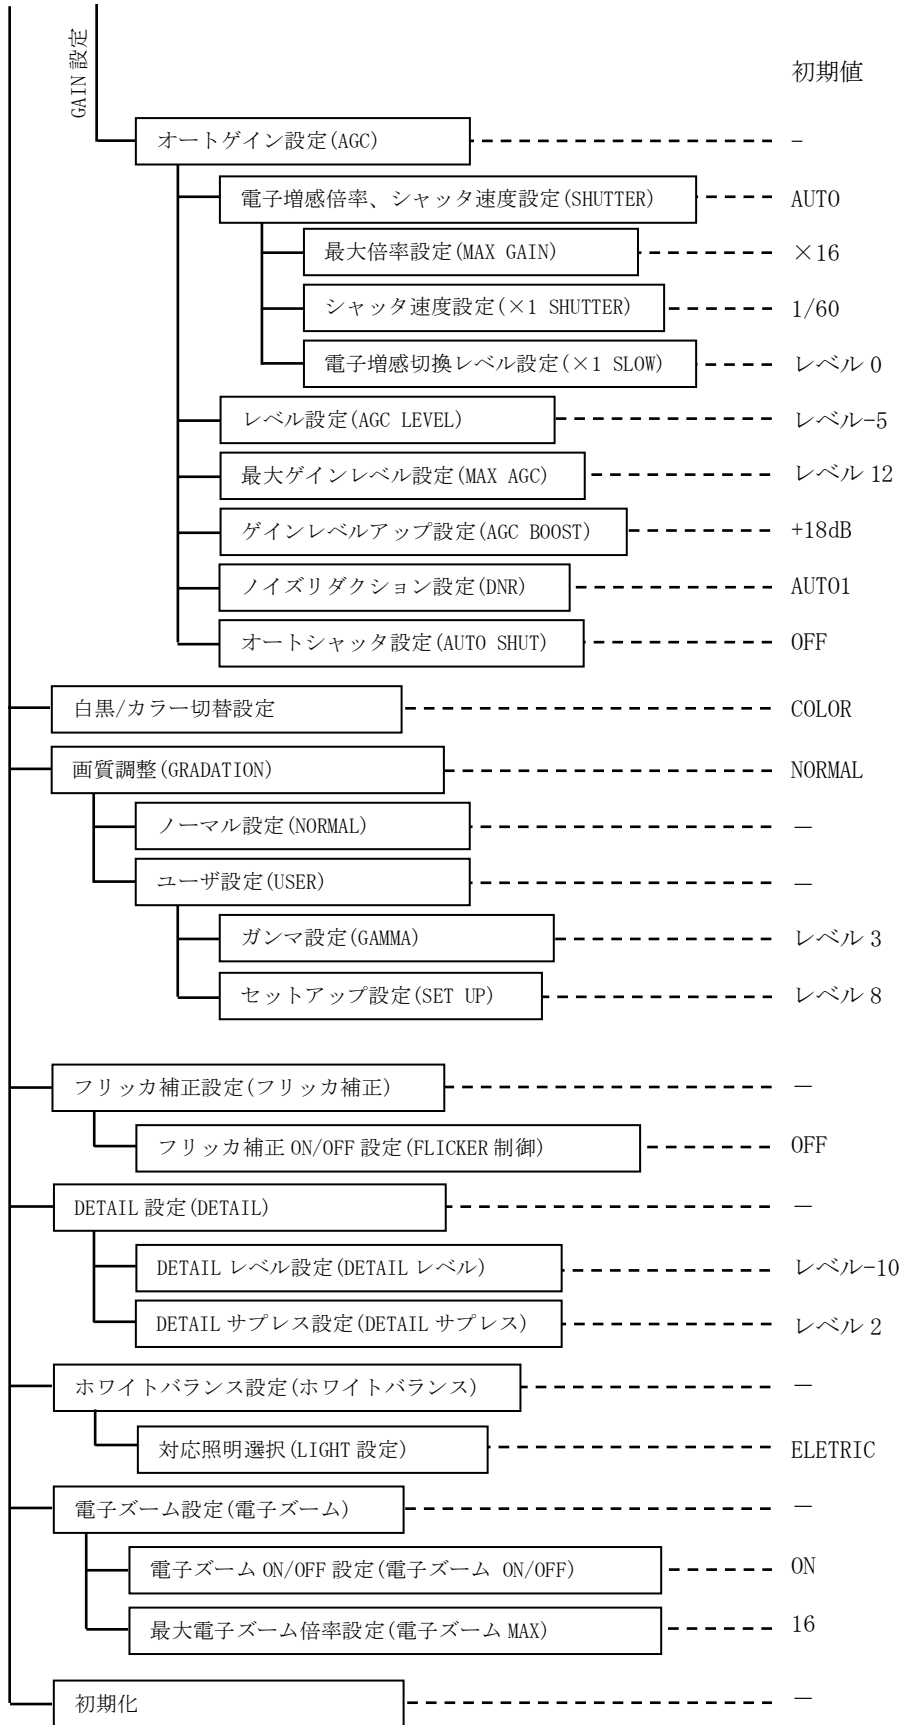 GAIN 設定
初期値
オートゲイン設定(AGC) -
電子増感倍率、シャッタ速度設定(SHUTTER) AUTO
最大倍率設定(MAX GAIN) ×16
シャッタ速度設定(×1 SHUTTER) 1/60
電子増感切換レベル設定(×1 SLOW) レベル 0
レベル設定(AGC LEVEL) レベル-5
最大ゲインレベル設定(MAX AGC) レベル 12
ゲインレベルアップ設定(AGC BOOST) +18dB
ノイズリダクション設定(DNR) AUTO1
オートシャッタ設定(AUTO SHUT) OFF
白黒/カラー切替設定 COLOR
画質調整(GRADATION) NORMAL
ノーマル設定(NORMAL) －
ユーザ設定(USER) －
ガンマ設定(GAMMA) レベル 3
セットアップ設定(SET UP) レベル 8
フリッカ補正設定(フリッカ補正) －
フリッカ補正 ON/OFF 設定(FLICKER 制御) OFF
DETAIL 設定(DETAIL) －
DETAIL レベル設定(DETAIL レベル) レベル-10
DETAIL サプレス設定(DETAIL サプレス) レベル 2
ホワイトバランス設定(ホワイトバランス) －
対応照明選択(LIGHT 設定) ELETRIC
電子ズーム設定(電子ズーム) －
電子ズーム ON/OFF 設定(電子ズーム ON/OFF) ON
最大電子ズーム倍率設定(電子ズーム MAX) 16
初期化 －